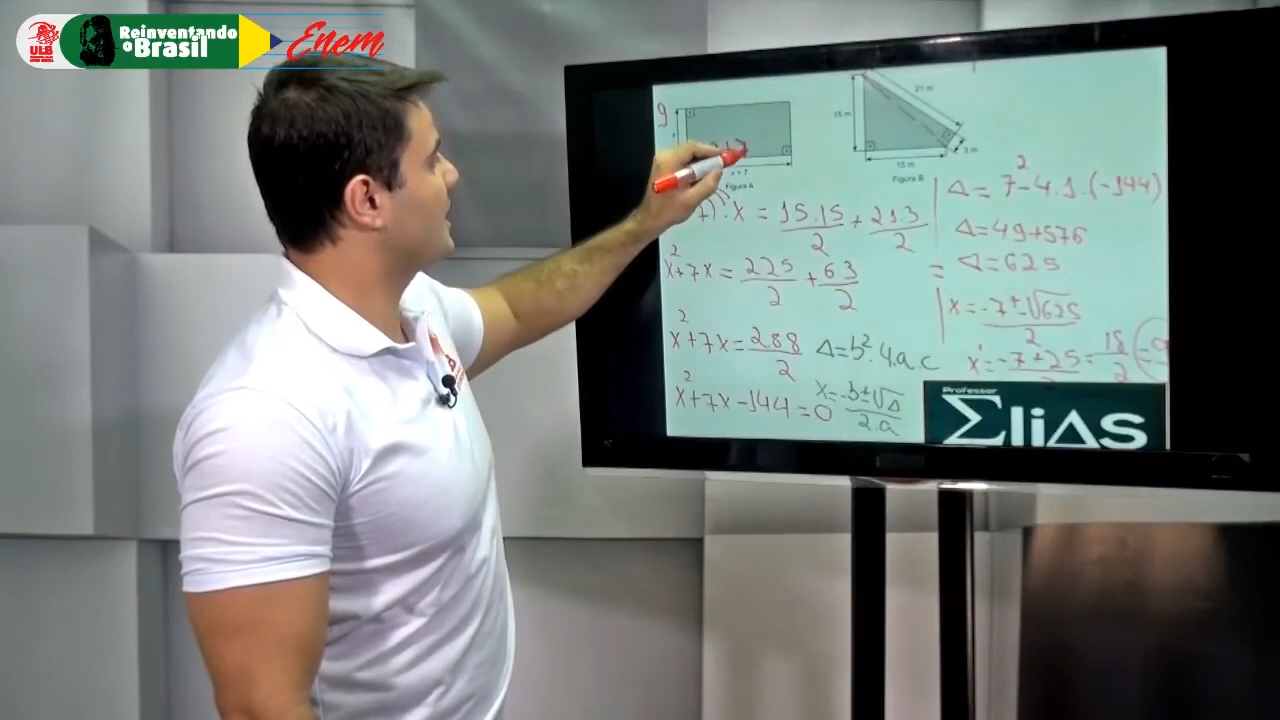 ULB
Reinventando
o Brasil
Enem
9
15 m
21 m
3 m
15 m
x + 7
Figura A
Figura B
). x = 15.15/2 + 21.3/2
x²+7x = 225/2 + 63/2
x²+7x = 288/2
x²+7x-144=0
Δ=b².4.a.c
x=-b±√Δ/2.a
Δ= 7²-4.1.(-144)
Δ=49+576
= Δ=625
x=-7±√625/2
x'=-7+25=18/2=9
Professor
ΣliΔs